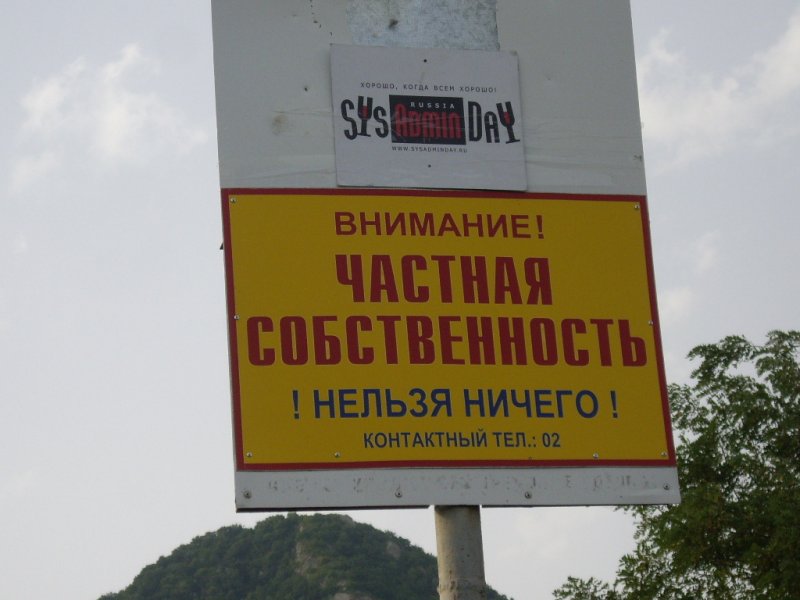 ХОРОШО, КОГДА ВСЕМ ХОРОШО!
RUSSIA
SYSADMINDAY
WWW.SYSADMINDAY.RU
ВНИМАНИЕ!
ЧАСТНАЯ
СОБСТВЕННОСТЬ
! НЕЛЬЗЯ НИЧЕГО !
КОНТАКТНЫЙ ТЕЛ.: 02